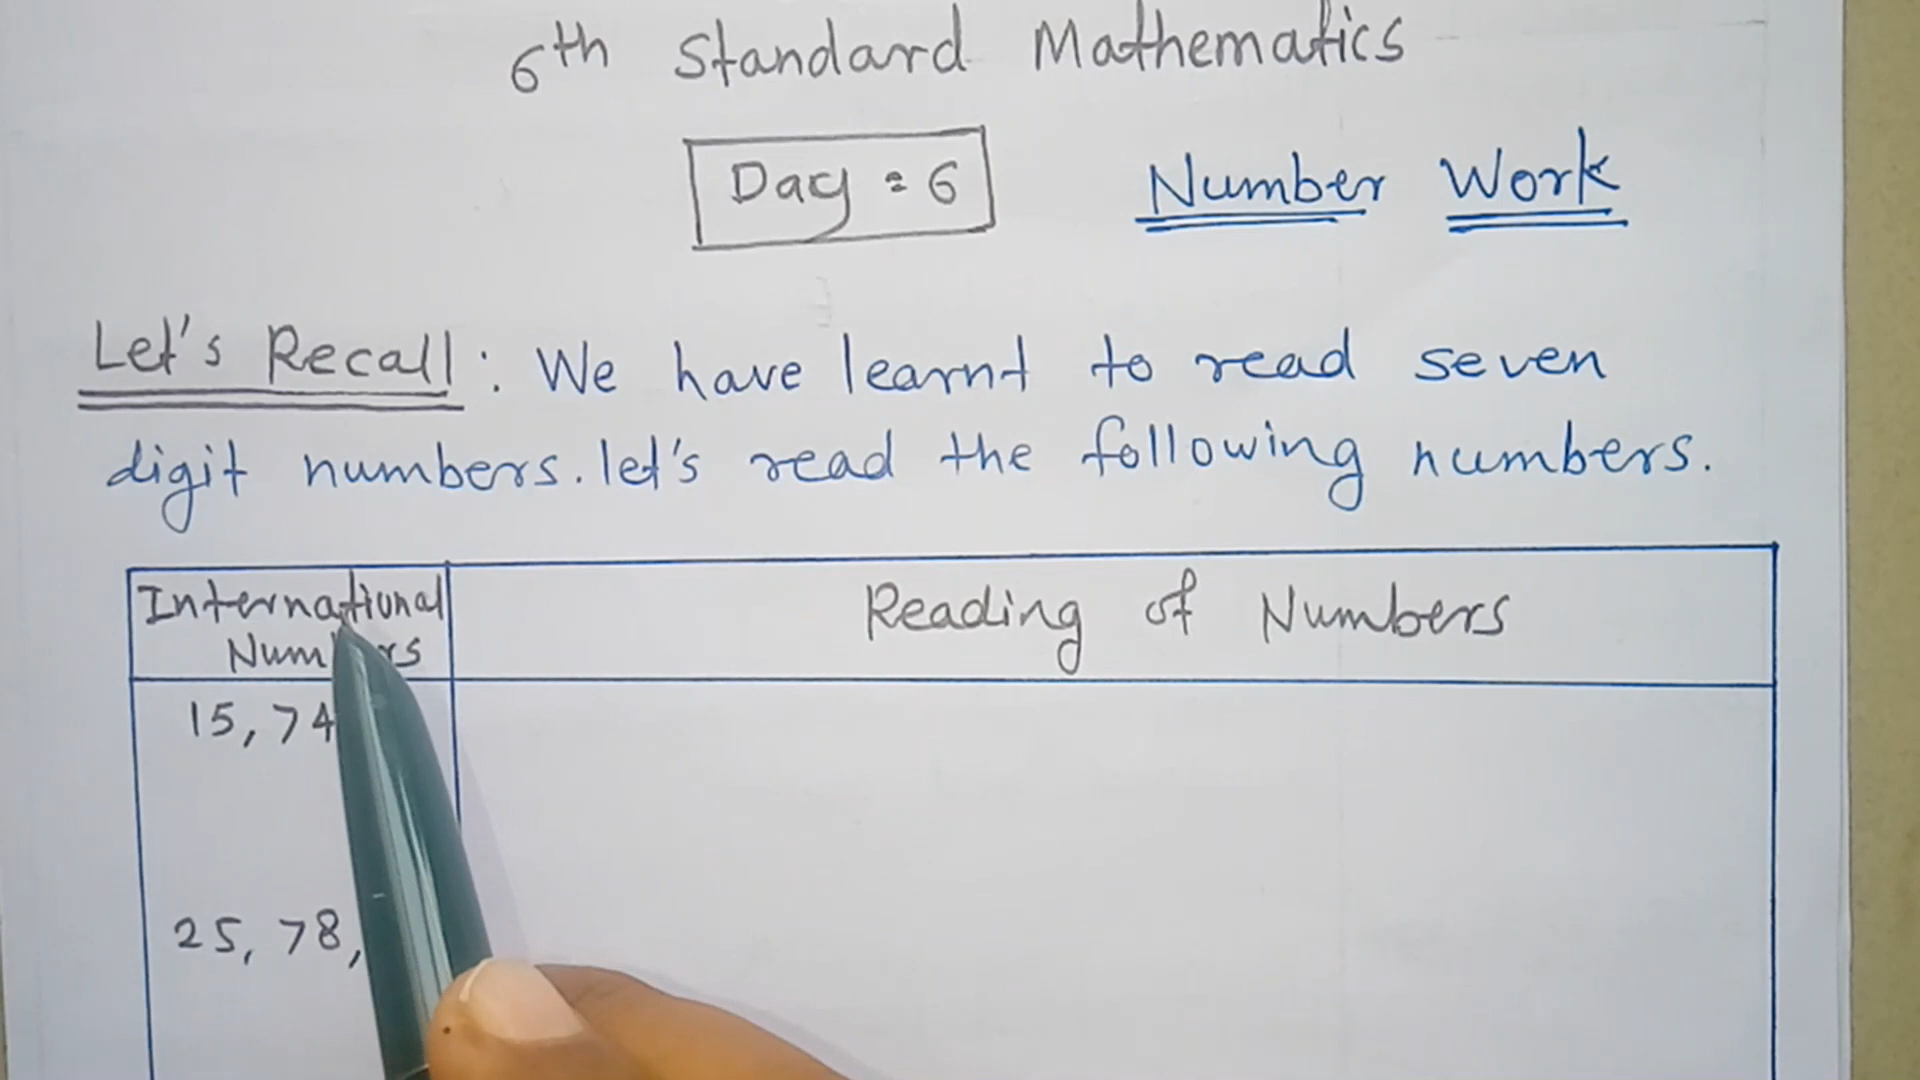 6th Standard Mathematics
Day = 6 Number Work
Let's Recall : We have learnt to read seven
digit numbers. let's read the following numbers.
International Reading of Numbers
15,74
25,78,